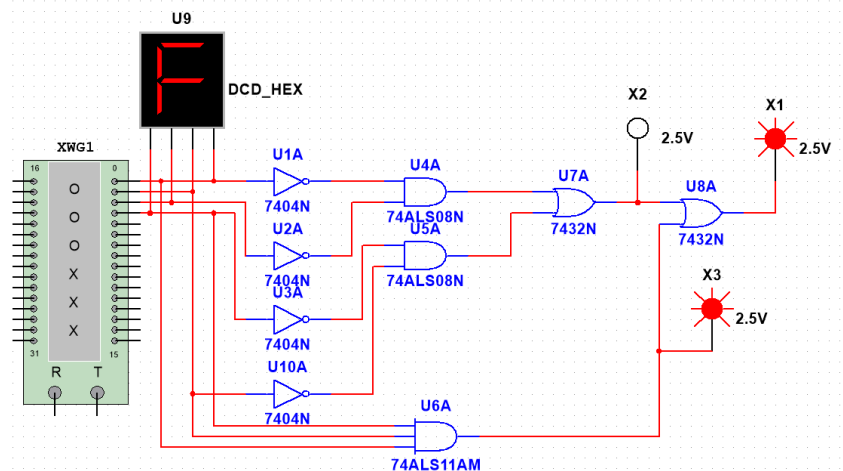 U9
F
DCD_HEX
XWG1
16
0
O
O
O
X
X
X
31
15
R
T
U1A
7404N
U2A
7404N
U3A
7404N
U10A
7404N
U4A
74ALS08N
U5A
74ALS08N
U6A
74ALS11AM
U7A
7432N
X2
2.5V
U8A
7432N
X1
2.5V
X3
2.5V